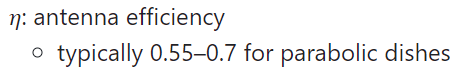 η: antenna efficiency
○ typically 0.55–0.7 for parabolic dishes